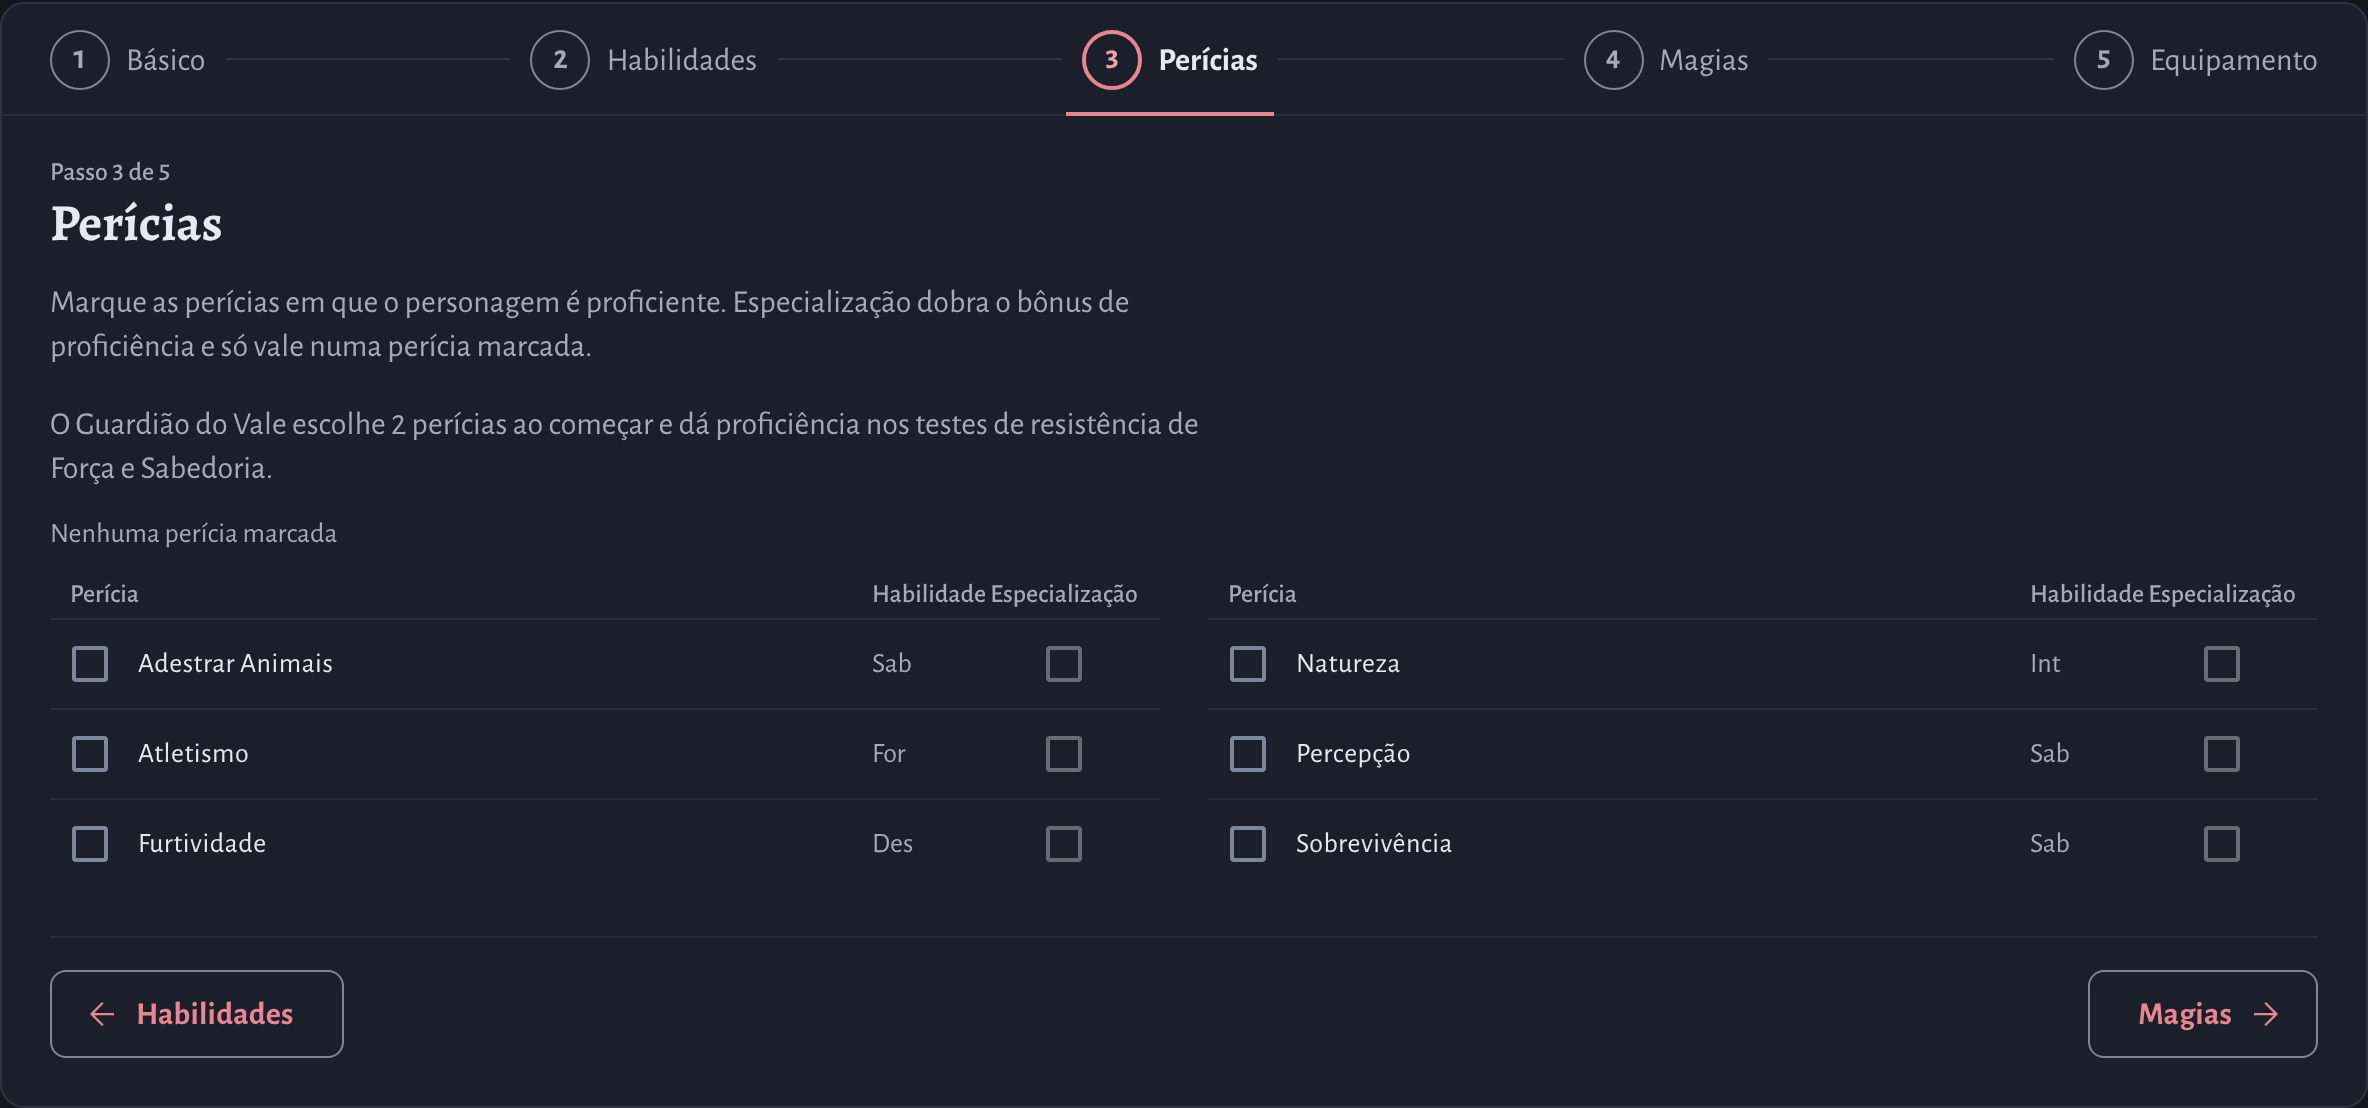 1 Básico
2 Habilidades
3 Perícias
4 Magias
5 Equipamento
Passo 3 de 5
Perícias
Marque as perícias em que o personagem é proficiente. Especialização dobra o bônus de
proficiência e só vale numa perícia marcada.
O Guardião do Vale escolhe 2 perícias ao começar e dá proficiência nos testes de resistência de
Força e Sabedoria.
Nenhuma perícia marcada
Perícia Habilidade Especialização
Adestrar Animais Sab
Atletismo For
Furtividade Des
Perícia Habilidade Especialização
Natureza Int
Percepção Sab
Sobrevivência Sab
← Habilidades
Magias →